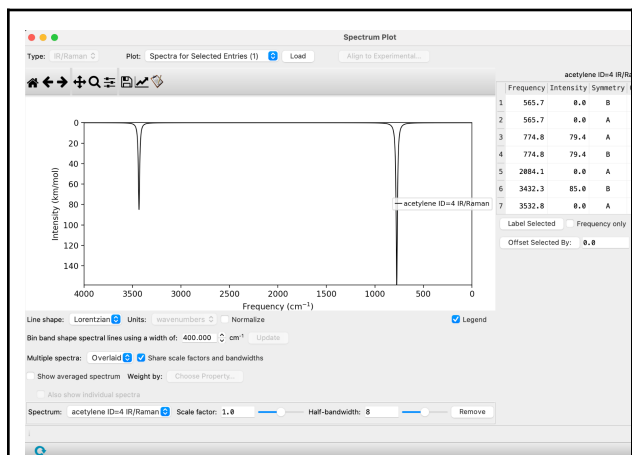 Spectrum Plot
Type: IR/Raman Plot: Spectra for Selected Entries (1) Load Align to Experimental...
acetylene ID=4 IR/Ra
Frequency Intensity Symmetry
1 565.7 0.0 B
2 565.7 0.0 A
3 774.8 79.4 A
4 774.8 79.4 B
5 2084.1 0.0 A
6 3432.3 85.0 B
7 3532.8 0.0 A
Label Selected Frequency only
Offset Selected By: 0.0
Intensity (km/mol)
0
20
40
60
80
100
120
140
acetylene ID=4 IR/Raman
4000 3500 3000 2500 2000 1500 1000 500 0
Frequency (cm⁻¹)
Line shape: Lorentzian Units: wavenumbers Normalize Legend
Bin band shape spectral lines using a width of: 400.000 cm⁻¹ Update
Multiple spectra: Overlaid Share scale factors and bandwidths
Show averaged spectrum Weight by: Choose Property...
Also show individual spectra
Spectrum: acetylene ID=4 IR/Raman Scale factor: 1.0 Half-bandwidth: 8 Remove